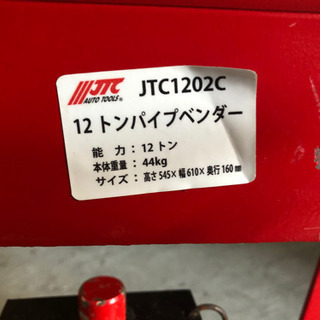 JTC
AUTO TOOLS®
JTC1202C
12トンパイプベンダー
能 力：12トン
本体重量：44kg
サイズ：高さ545×幅610×奥行160㎜